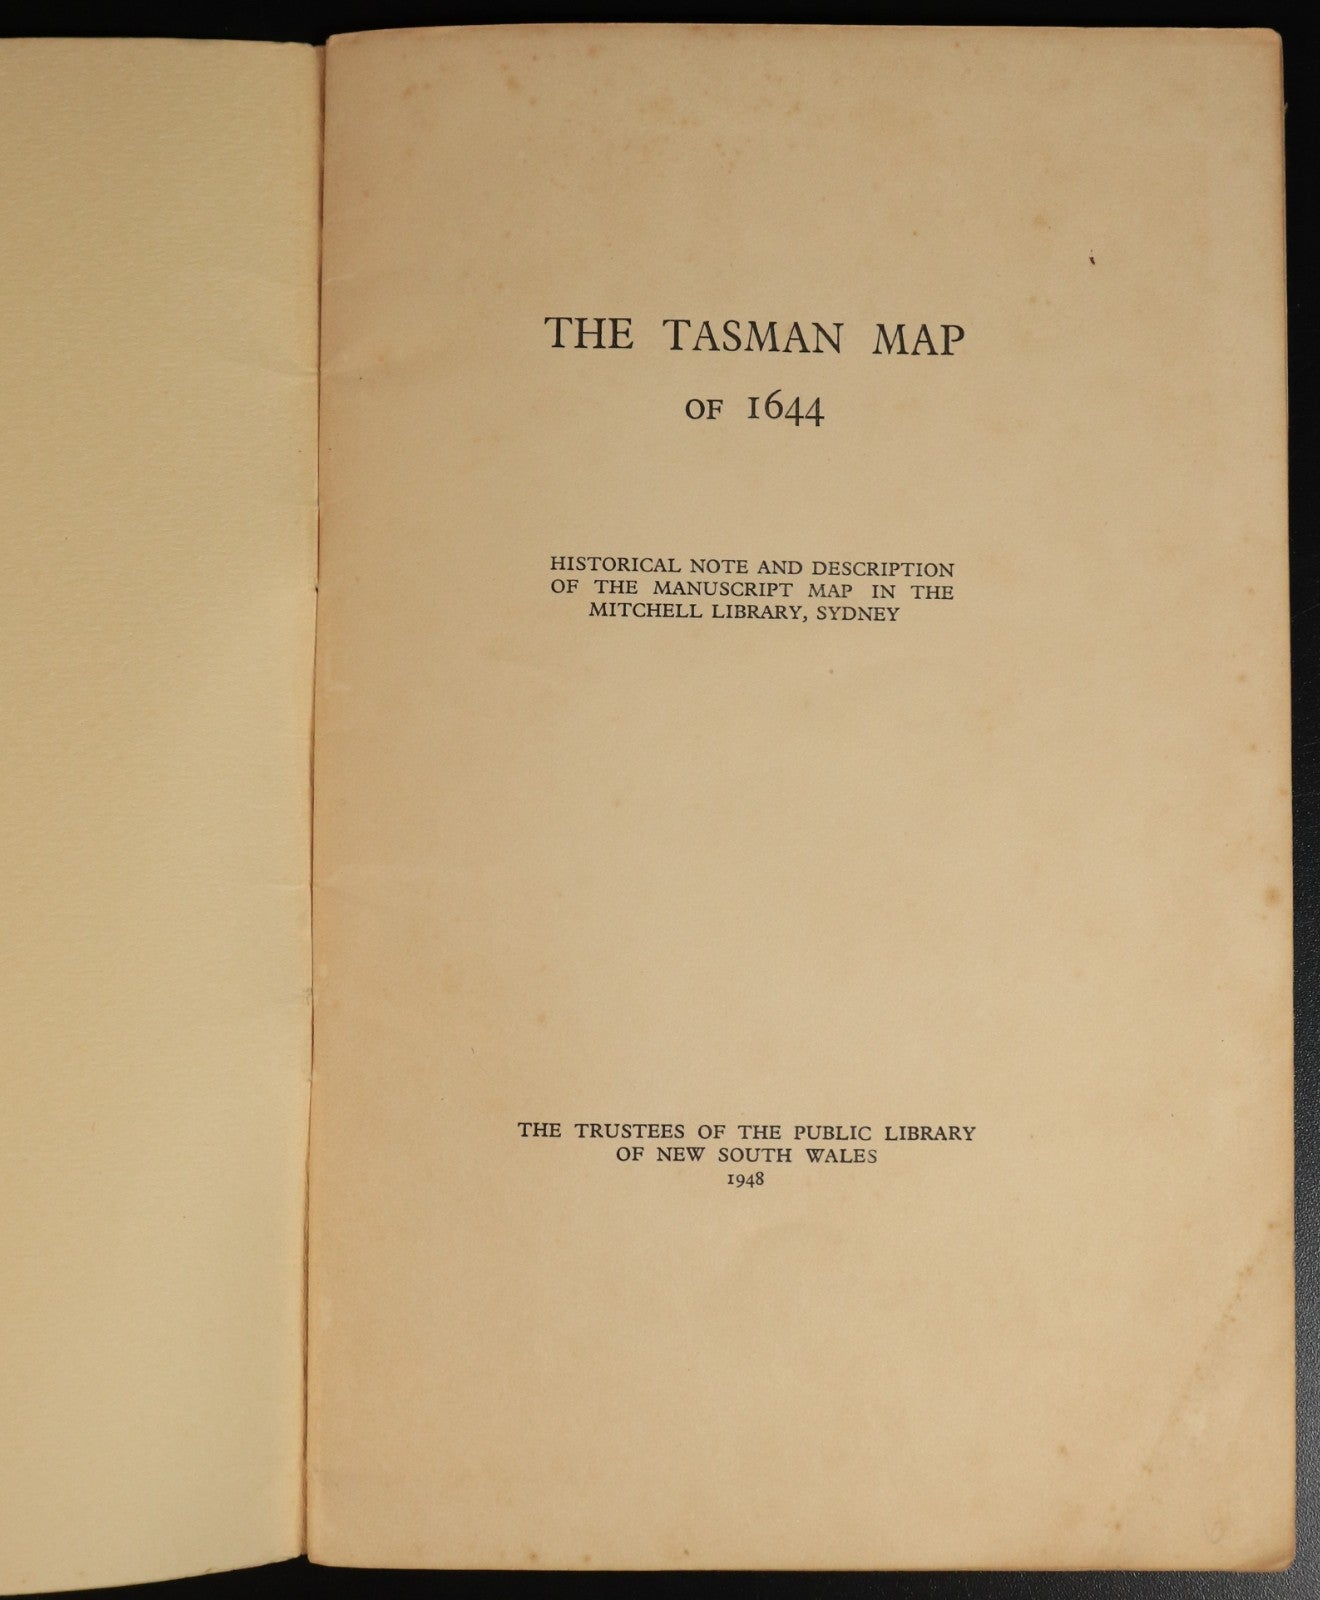 THE TASMAN MAP
OF 1644
HISTORICAL NOTE AND DESCRIPTION
OF THE MANUSCRIPT MAP IN THE
MITCHELL LIBRARY, SYDNEY
THE TRUSTEES OF THE PUBLIC LIBRARY
OF NEW SOUTH WALES
1948